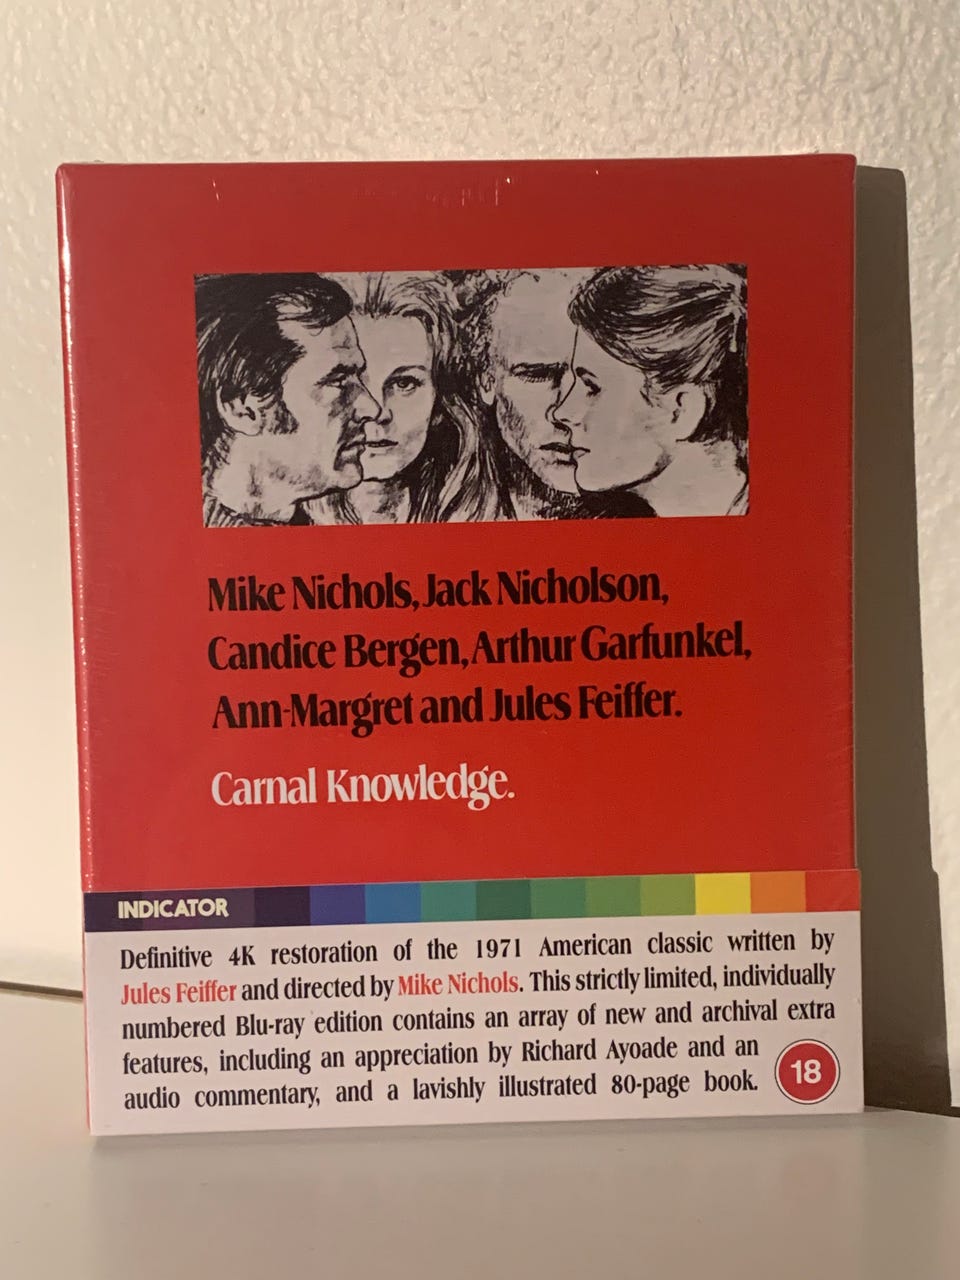 Mike Nichols, Jack Nicholson,
Candice Bergen, Arthur Garfunkel,
Ann-Margret and Jules Feiffer.
Carnal Knowledge.
INDICATOR
Definitive 4K restoration of the 1971 American classic written by
Jules Feiffer and directed by Mike Nichols. This strictly limited, individually
numbered Blu-ray edition contains an array of new and archival extra
features, including an appreciation by Richard Ayoade and an
audio commentary, and a lavishly illustrated 80-page book.
18